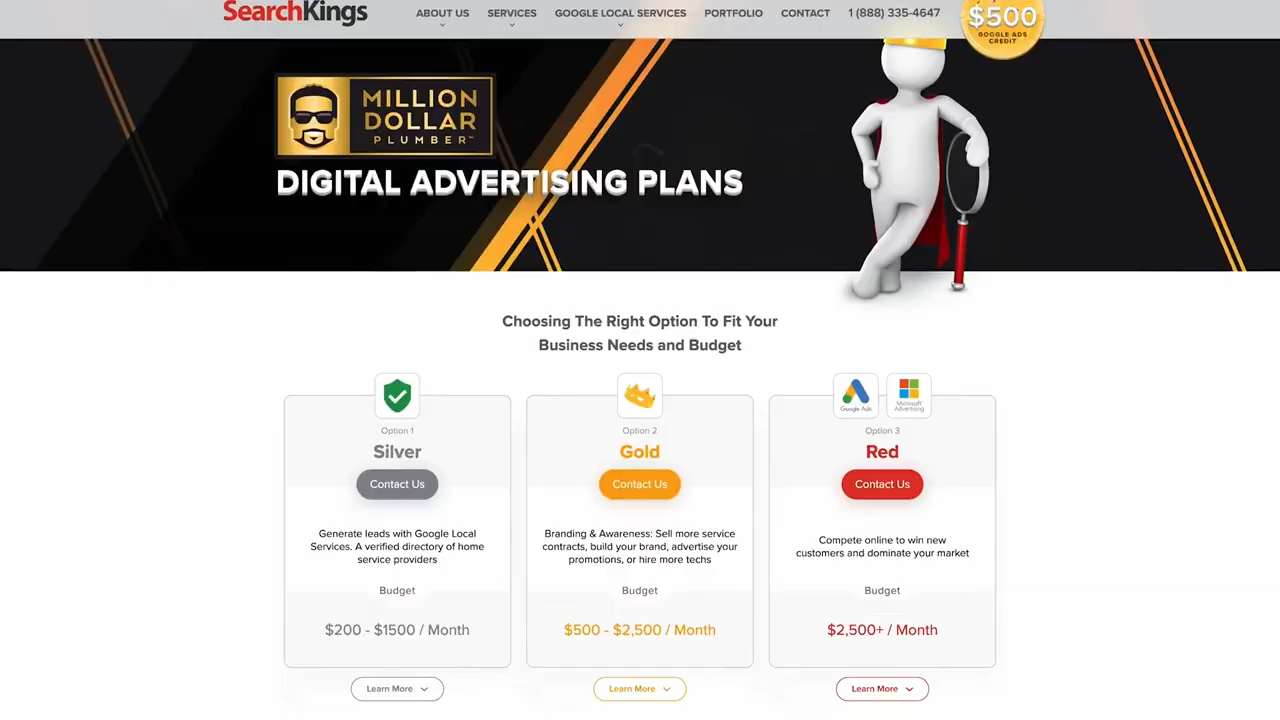 SearchKings
ABOUT US
SERVICES
GOOGLE LOCAL SERVICES
PORTFOLIO
CONTACT
1 (888) 335-4647
$500
GOOGLE ADS
CREDIT
MILLION
DOLLAR
PLUMBER™
DIGITAL ADVERTISING PLANS
Choosing The Right Option To Fit Your
Business Needs and Budget
Option 1
Silver
Contact Us
Generate leads with Google Local
Services. A verified directory of home
service providers
Budget
$200 - $1500 / Month
Learn More
Option 2
Gold
Contact Us
Branding & Awareness: Sell more service
contracts, build your brand, advertise your
promotions, or hire more techs
Budget
$500 - $2,500 / Month
Learn More
Google Ads
Microsoft
Advertising
Option 3
Red
Contact Us
Compete online to win new
customers and dominate your market
Budget
$2,500+ / Month
Learn More